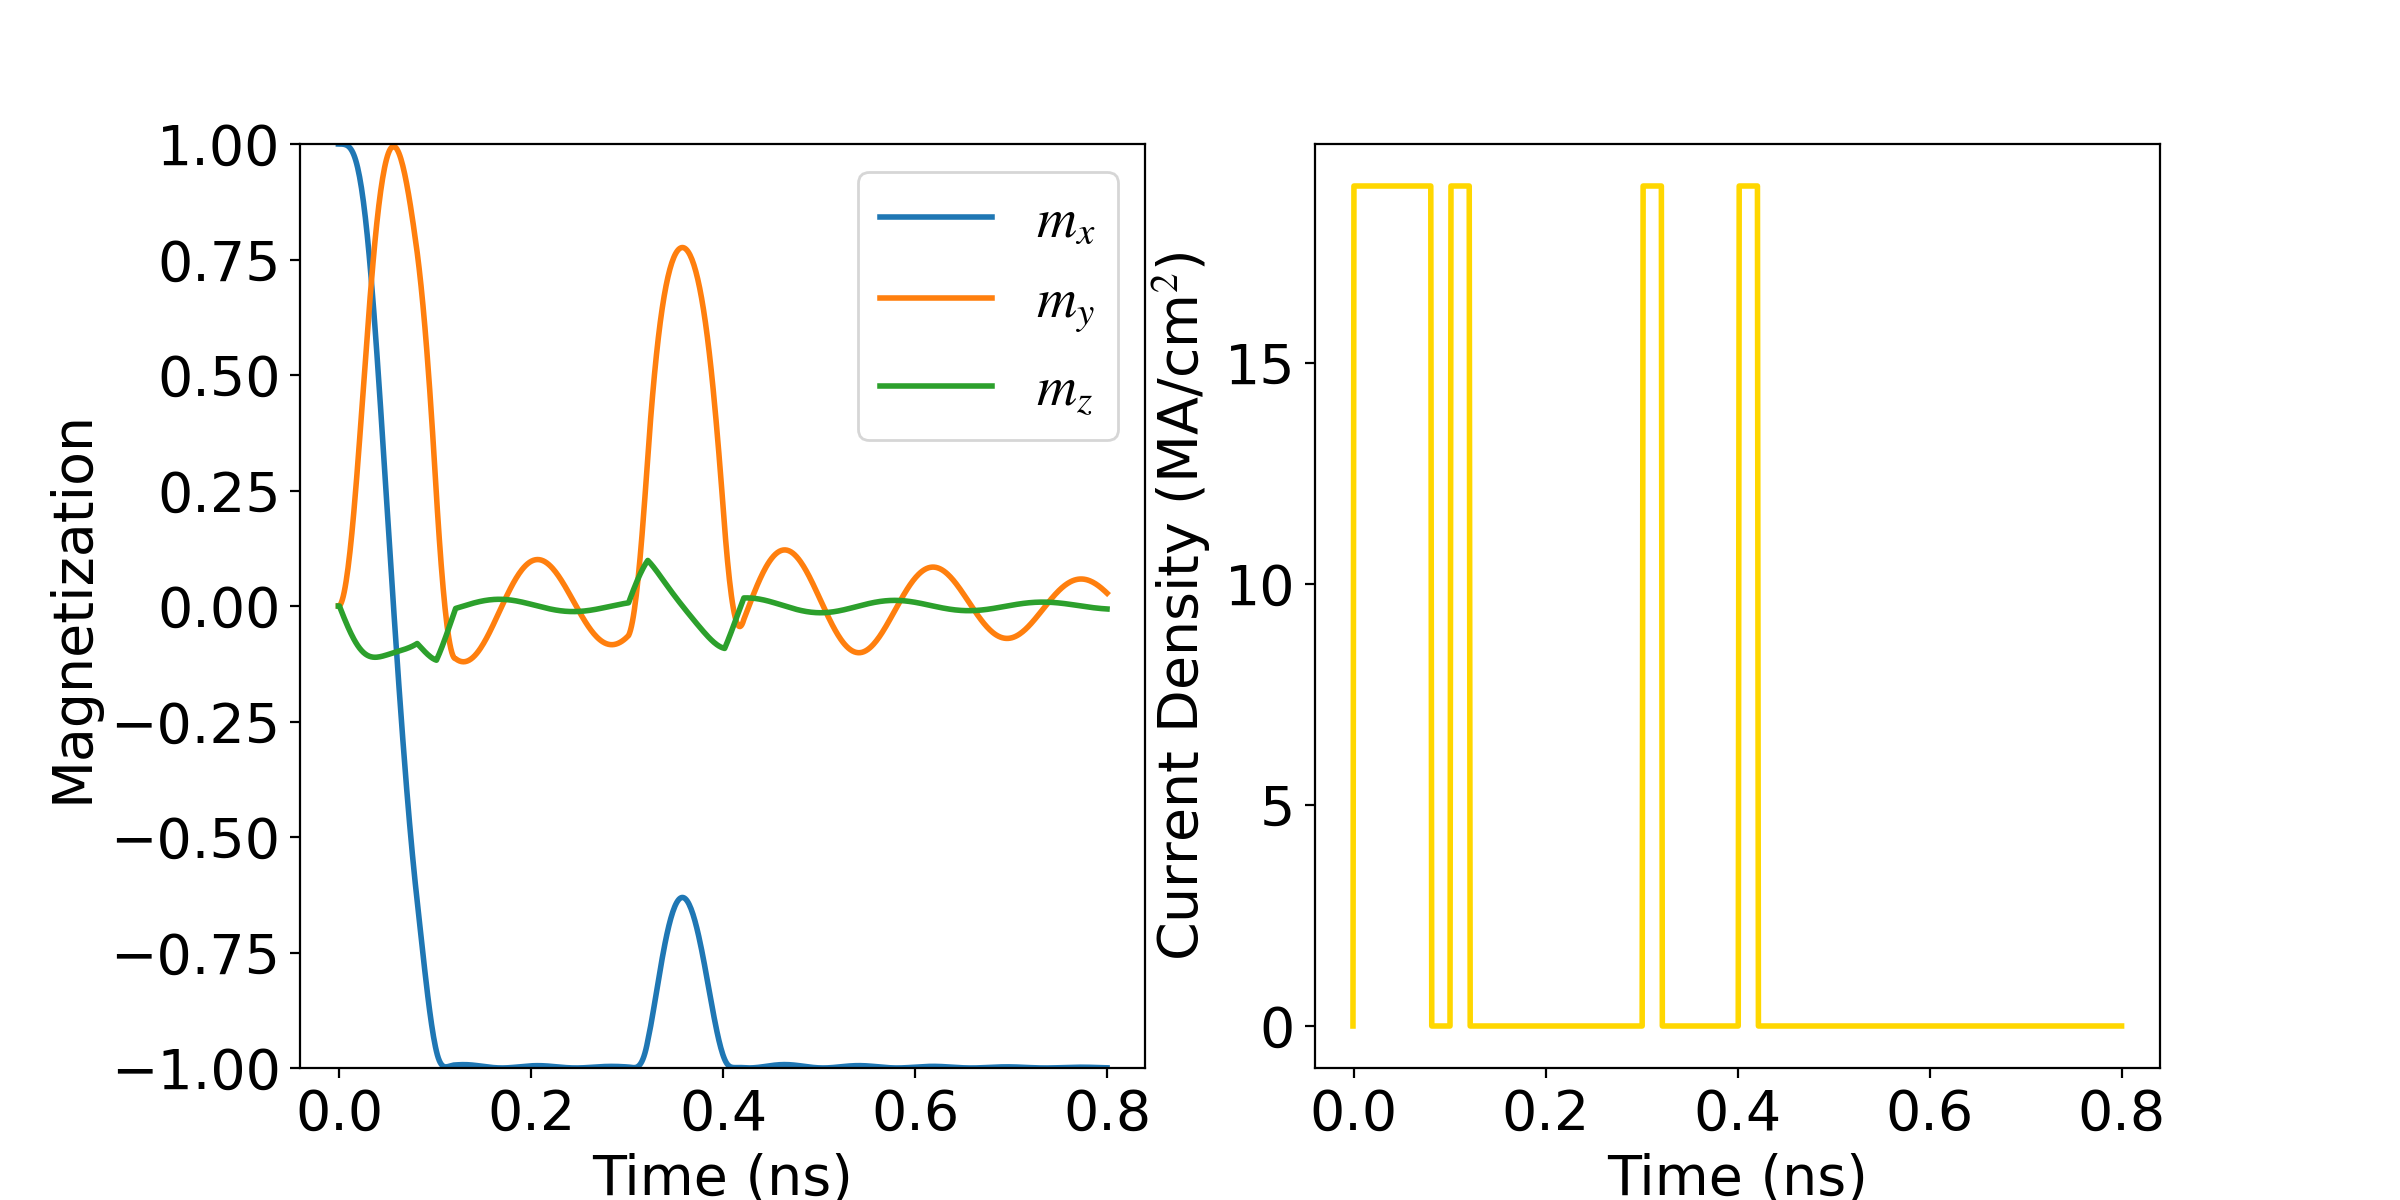 Magnetization
1.00
0.75
0.50
0.25
0.00
−0.25
−0.50
−0.75
−1.00
0.0 0.2 0.4 0.6 0.8
Time (ns)
m_x
m_y
m_z
Current Density (MA/cm²)
15
10
5
0
0.0 0.2 0.4 0.6 0.8
Time (ns)